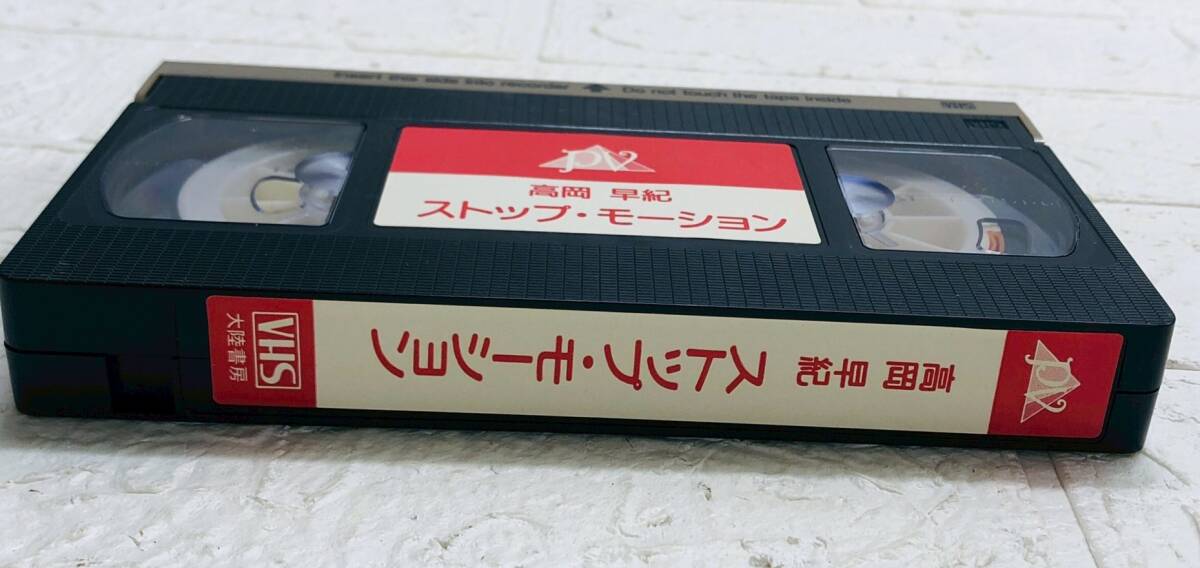 Insert this side into recorder
Do not touch the tape inside
VHS
PV
高岡 早紀
ストップ・モーション
PV
高岡 早紀
ストップ・モーション
VHS
大陸書房